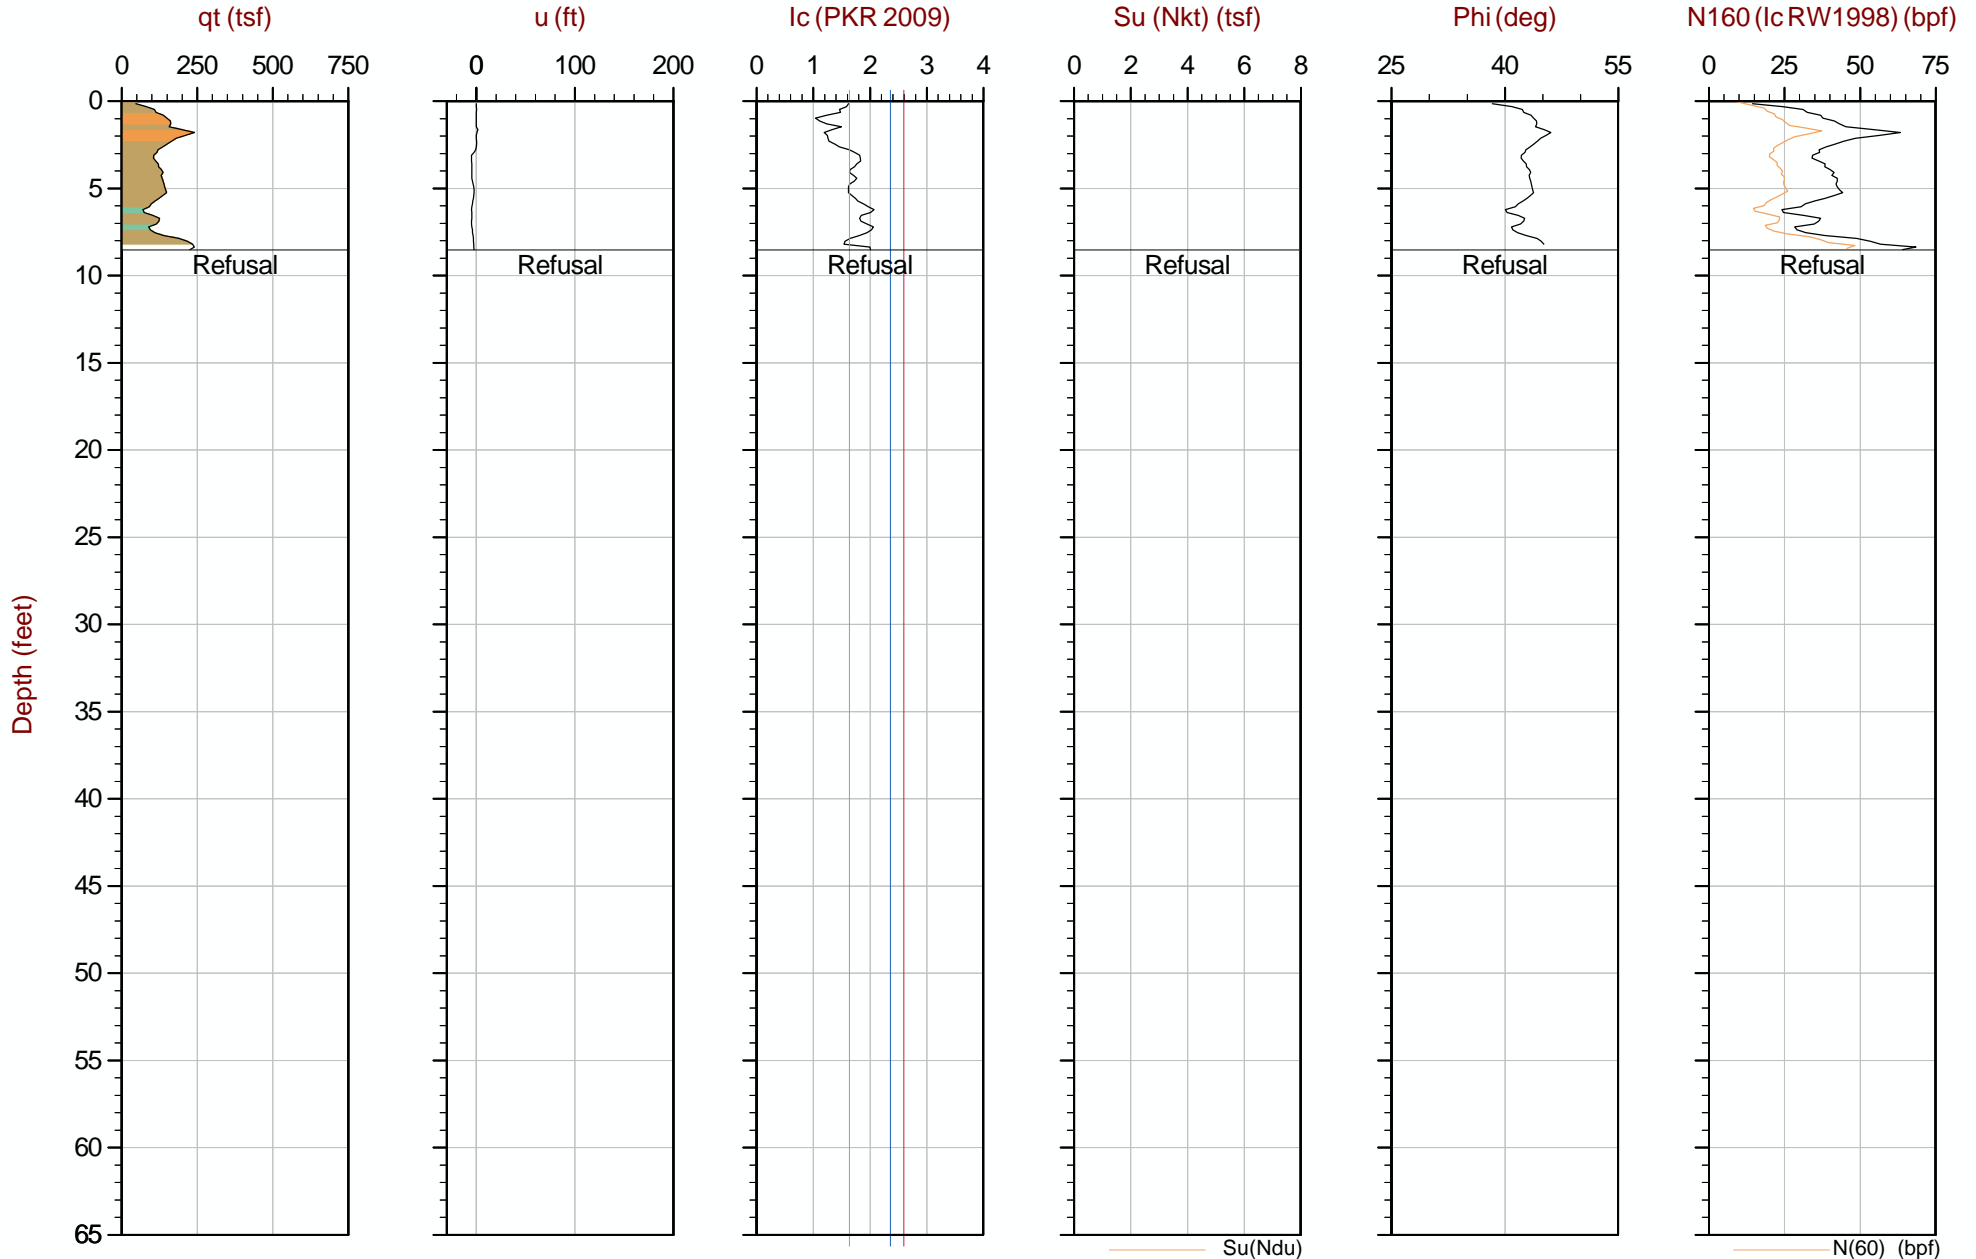 qt (tsf) u (ft) Ic (PKR 2009) Su (Nkt) (tsf) Phi (deg) N160 (Ic RW1998) (bpf)
0 250 500 750 0 100 200 0 1 2 3 4 0 2 4 6 8 25 40 55 0 25 50 75
0
5
Refusal Refusal Refusal Refusal Refusal Refusal
10
15
20
25
30
Depth (feet)
35
40
45
50
55
60
65
Su(Ndu) N(60) (bpf)